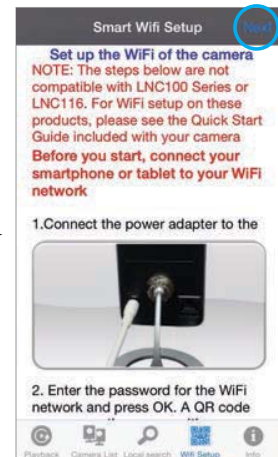 Smart Wifi Setup
Next
Set up the WiFi of the camera
NOTE: The steps below are not
compatible with LNC100 Series or
LNC116. For WiFi setup on these
products, please see the Quick Start
Guide included with your camera
Before you start, connect your
smartphone or tablet to your WiFi
network
1.Connect the power adapter to the
2. Enter the password for the WiFi
network and press OK. A QR code
Playback Camera List Local search Wifi Setup Info